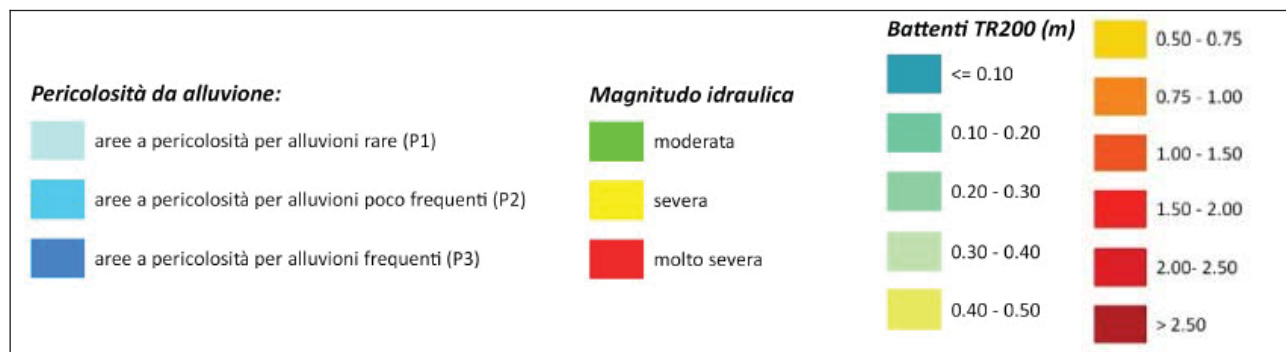 Pericolosità da alluvione:
aree a pericolosità per alluvioni rare (P1)
aree a pericolosità per alluvioni poco frequenti (P2)
aree a pericolosità per alluvioni frequenti (P3)
Magnitudo idraulica
moderata
severa
molto severa
Battenti TR200 (m)
<= 0.10
0.10 - 0.20
0.20 - 0.30
0.30 - 0.40
0.40 - 0.50
0.50 - 0.75
0.75 - 1.00
1.00 - 1.50
1.50 - 2.00
2.00- 2.50
> 2.50